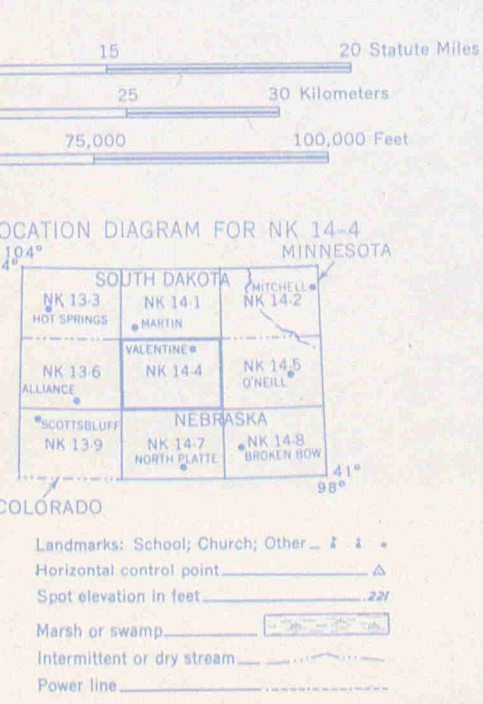 15 20 Statute Miles
25 30 Kilometers
75,000 100,000 Feet
OCATION DIAGRAM FOR NK 14-4
104°
4°
MINNESOTA
SOUTH DAKOTA
NK 13-3
HOT SPRINGS
NK 14-1
MARTIN
MITCHELL
NK 14-2
NK 13-6
ALLIANCE
VALENTINE
NK 14-4
NK 14-5
O'NEILL
NEBRASKA
SCOTTSBLUFF
NK 13-9
NK 14-7
NORTH PLATTE
NK 14-8
BROKEN BOW
41°
98°
COLORADO
Landmarks: School; Church; Other
Horizontal control point
Spot elevation in feet .221
Marsh or swamp
Intermittent or dry stream
Power line